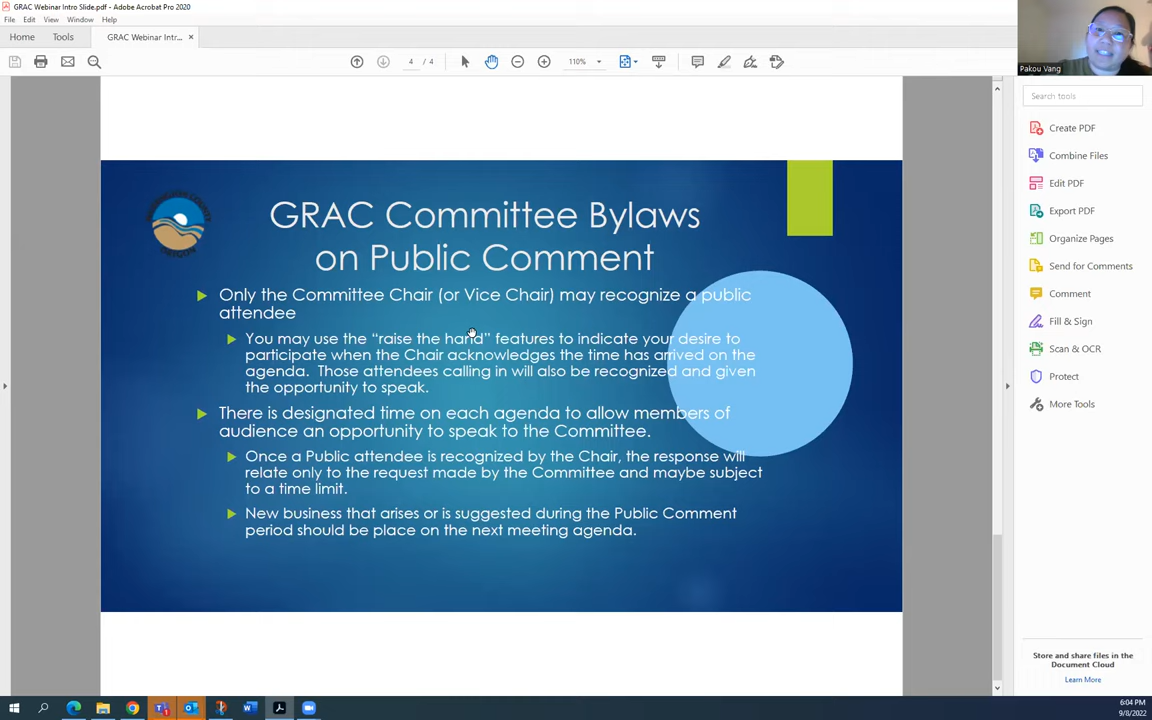 GRAC Webinar Intro Slide.pdf - Adobe Acrobat Pro 2020
File Edit View Window Help
Home Tools GRAC Webinar Intr... ×
4 / 4 110%
Pakou Vang
Search tools
Create PDF
Combine Files
Edit PDF
Export PDF
Organize Pages
Send for Comments
Comment
Fill & Sign
Scan & OCR
Protect
More Tools
GRAC Committee Bylaws
on Public Comment
Only the Committee Chair (or Vice Chair) may recognize a public
attendee
You may use the “raise the hand” features to indicate your desire to
participate when the Chair acknowledges the time has arrived on the
agenda. Those attendees calling in will also be recognized and given
the opportunity to speak.
There is designated time on each agenda to allow members of
audience an opportunity to speak to the Committee.
Once a Public attendee is recognized by the Chair, the response will
relate only to the request made by the Committee and maybe subject
to a time limit.
New business that arises or is suggested during the Public Comment
period should be place on the next meeting agenda.
Store and share files in the
Document Cloud
Learn More
6:04 PM
9/8/2022